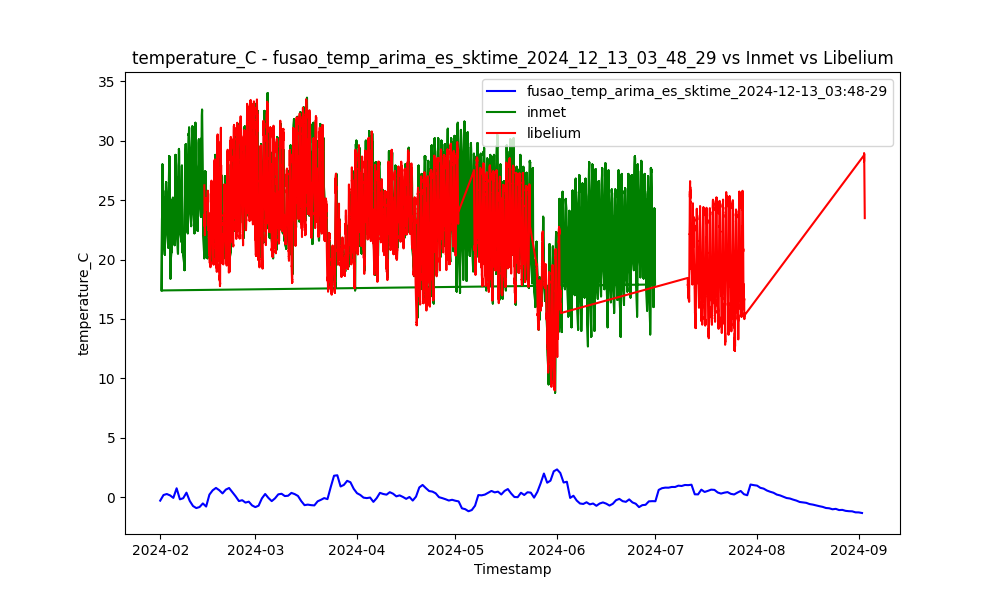 temperature_C - fusao_temp_arima_es_sktime_2024_12_13_03_48_29 vs Inmet vs Libelium
fusao_temp_arima_es_sktime_2024-12-13_03:48-29
inmet
libelium
temperature_C
35
30
25
20
15
10
5
0
2024-02 2024-03 2024-04 2024-05 2024-06 2024-07 2024-08 2024-09
Timestamp